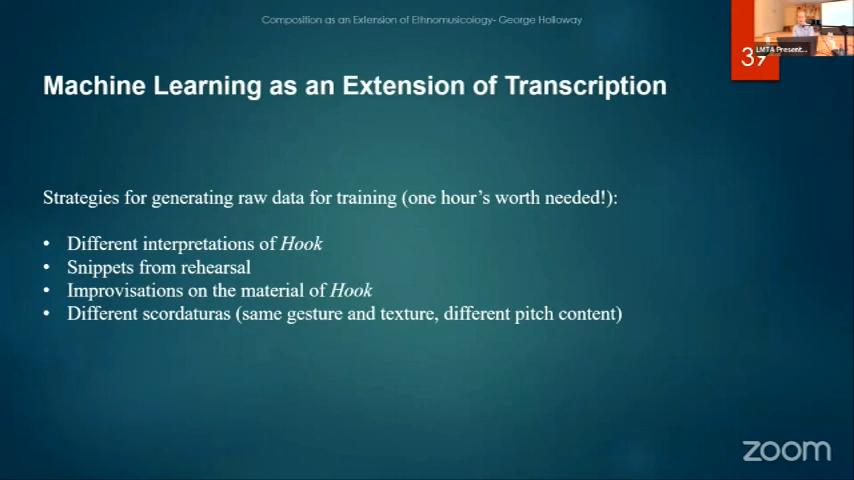 Composition as an Extension of Ethnomusicology- George Holloway
39
LMTA Present...
Machine Learning as an Extension of Transcription
Strategies for generating raw data for training (one hour's worth needed!):
• Different interpretations of Hook
• Snippets from rehearsal
• Improvisations on the material of Hook
• Different scordaturas (same gesture and texture, different pitch content)
zoom